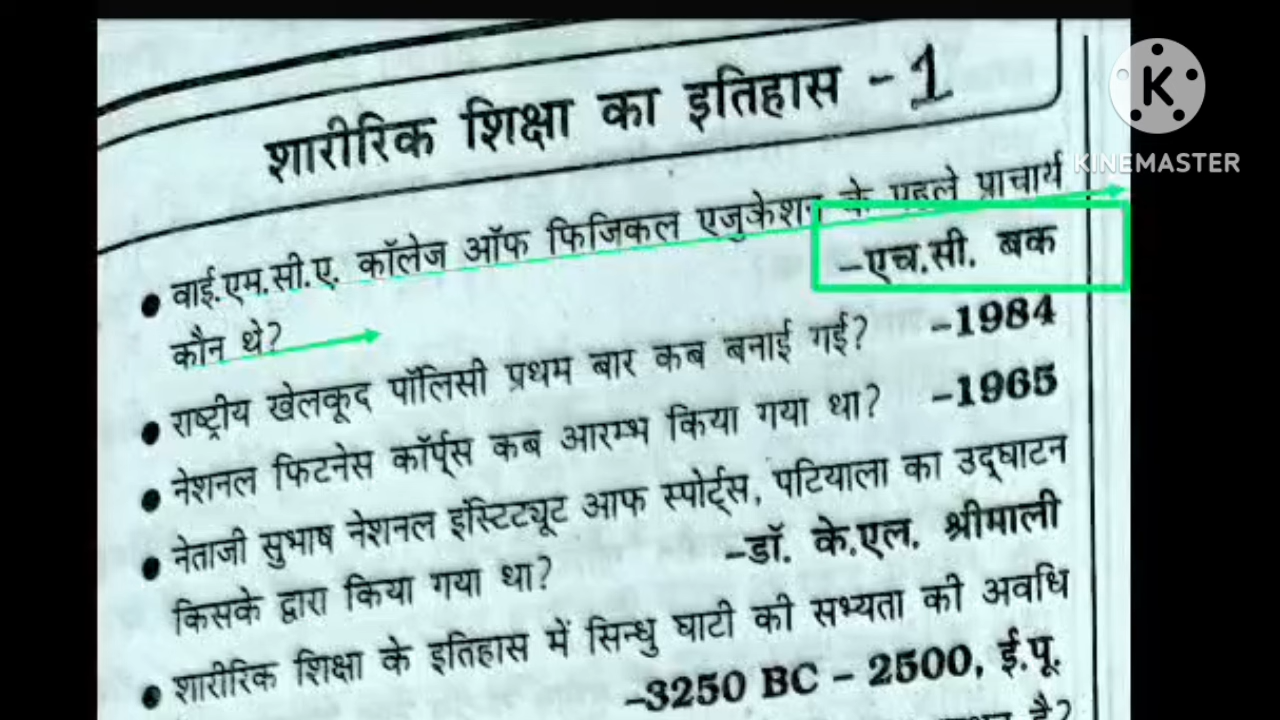 शारीरिक शिक्षा का इतिहास -1
K
KINEMASTER
● वाई.एम.सी.ए. कॉलेज ऑफ फिजिकल एजुकेशन के पहले प्राचार्य
कौन थे? -एच.सी. बक
● राष्ट्रीय खेलकूद पॉलिसी प्रथम बार कब बनाई गई? -1984
● नेशनल फिटनेस कॉर्प्स कब आरम्भ किया गया था? -1965
● नेताजी सुभाष नेशनल इंस्टिट्यूट आफ स्पोर्ट्स, पटियाला का उद्घाटन
किसके द्वारा किया गया था? -डॉ. के.एल. श्रीमाली
● शारीरिक शिक्षा के इतिहास में सिन्धु घाटी की सभ्यता की अवधि
-3250 BC - 2500, ई.पू.
है?